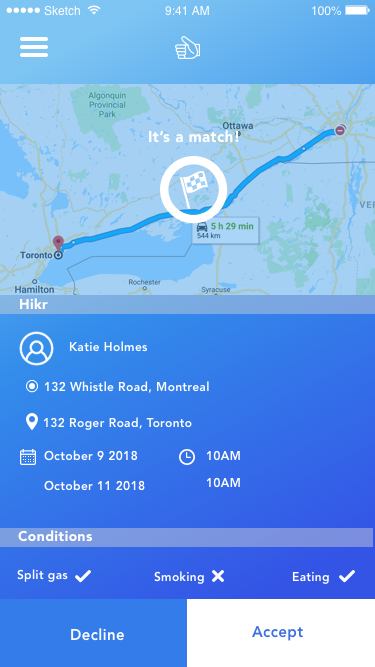 Sketch 9:41 AM 100%
Algonquin
Provincial
Park
Ottawa
It's a match!
VER
5 h 29 min
544 km
Toronto
Hamilton
Rochester
Syracuse
Hikr
Katie Holmes
132 Whistle Road, Montreal
132 Roger Road, Toronto
October 9 2018 10AM
October 11 2018 10AM
Conditions
Split gas Smoking Eating
Decline Accept